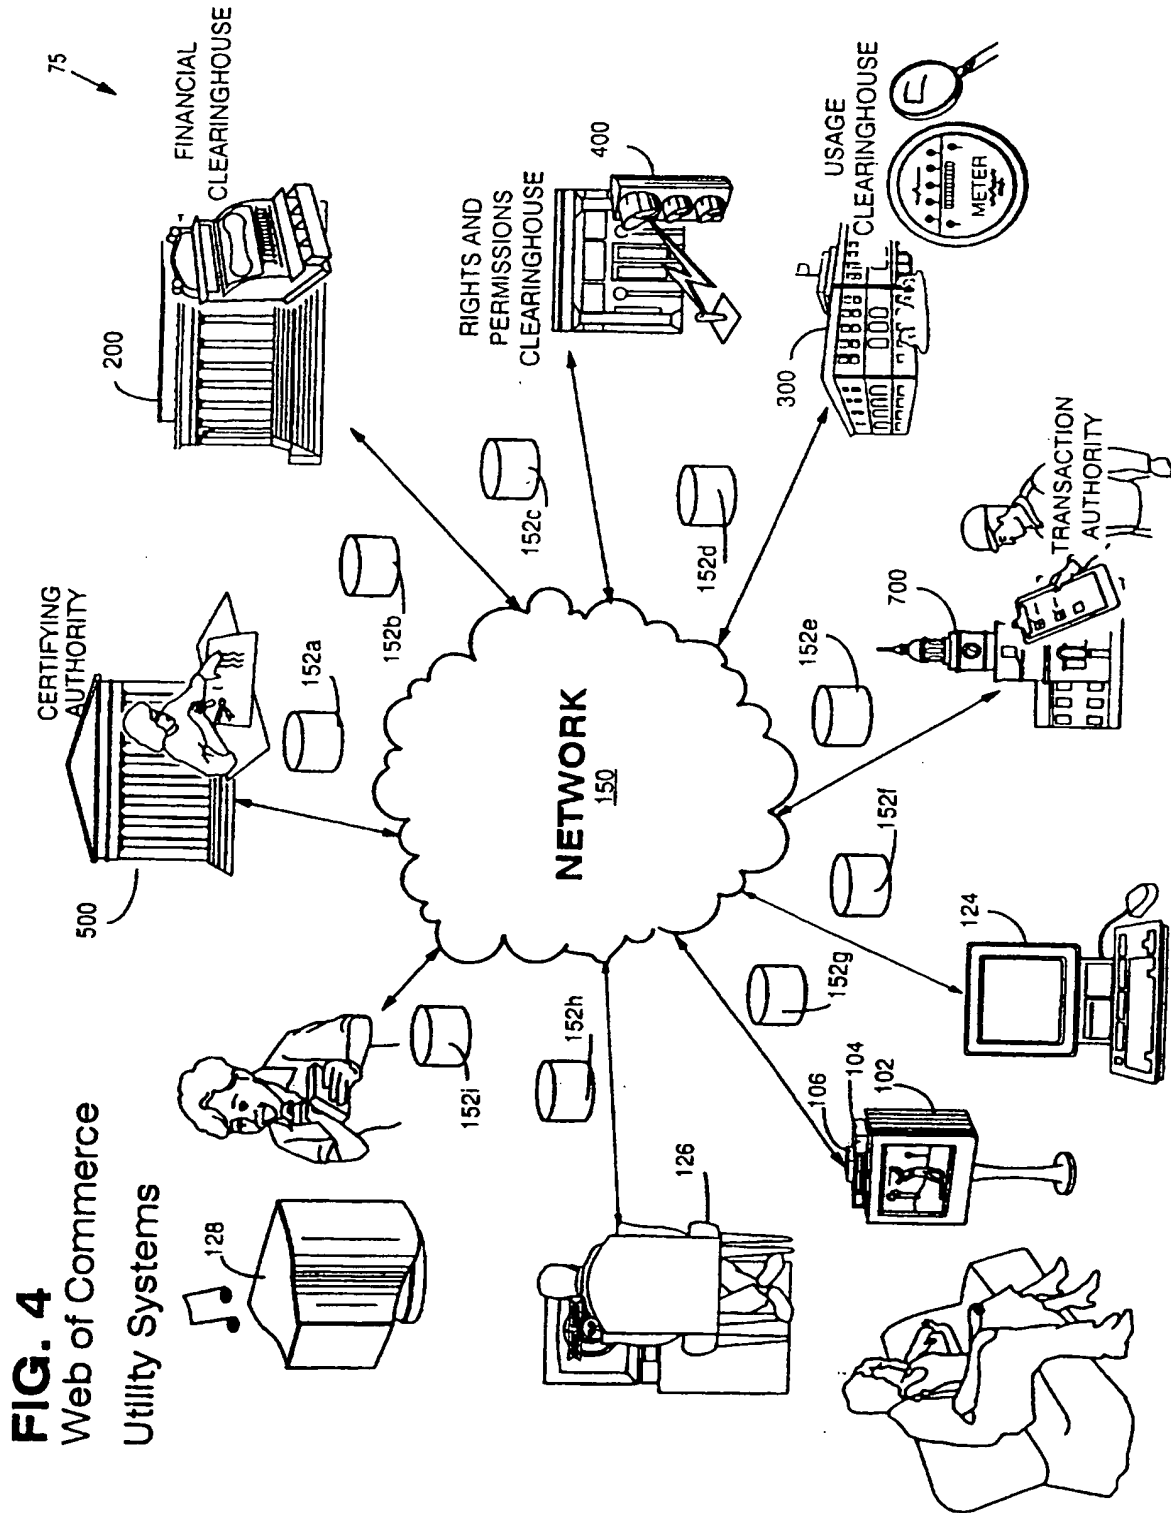 FIG. 4
Web of Commerce
Utility Systems
75
FINANCIAL
CLEARINGHOUSE
200
CERTIFYING
AUTHORITY
500
152a
152b
RIGHTS AND
PERMISSIONS
CLEARINGHOUSE
400
152c
152d
USAGE
CLEARINGHOUSE
300
METER
NETWORK
150
152e
700
TRANSACTION
AUTHORITY
152f
124
152g
106
104
102
152h
126
152i
128